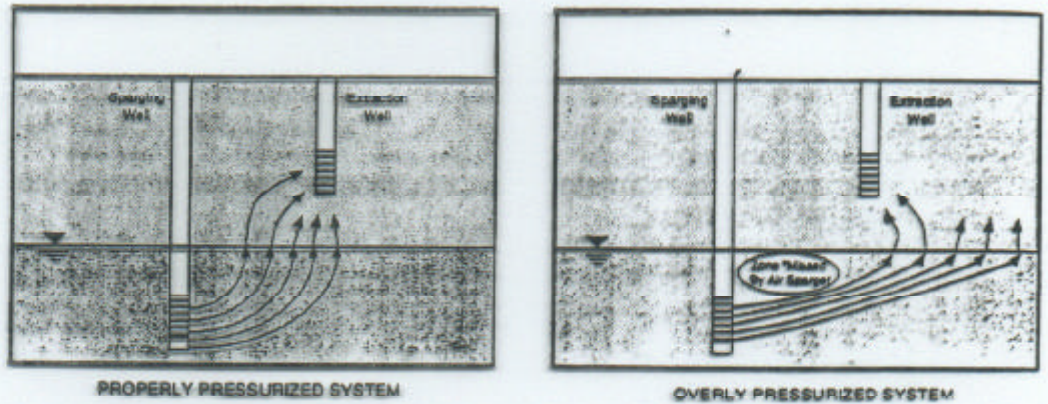 Sparging
Well
Extraction
Well
PROPERLY PRESSURIZED SYSTEM
Sparging
Well
Extraction
Well
Zone "Missed"
By Air Sparger
OVERLY PRESSURIZED SYSTEM